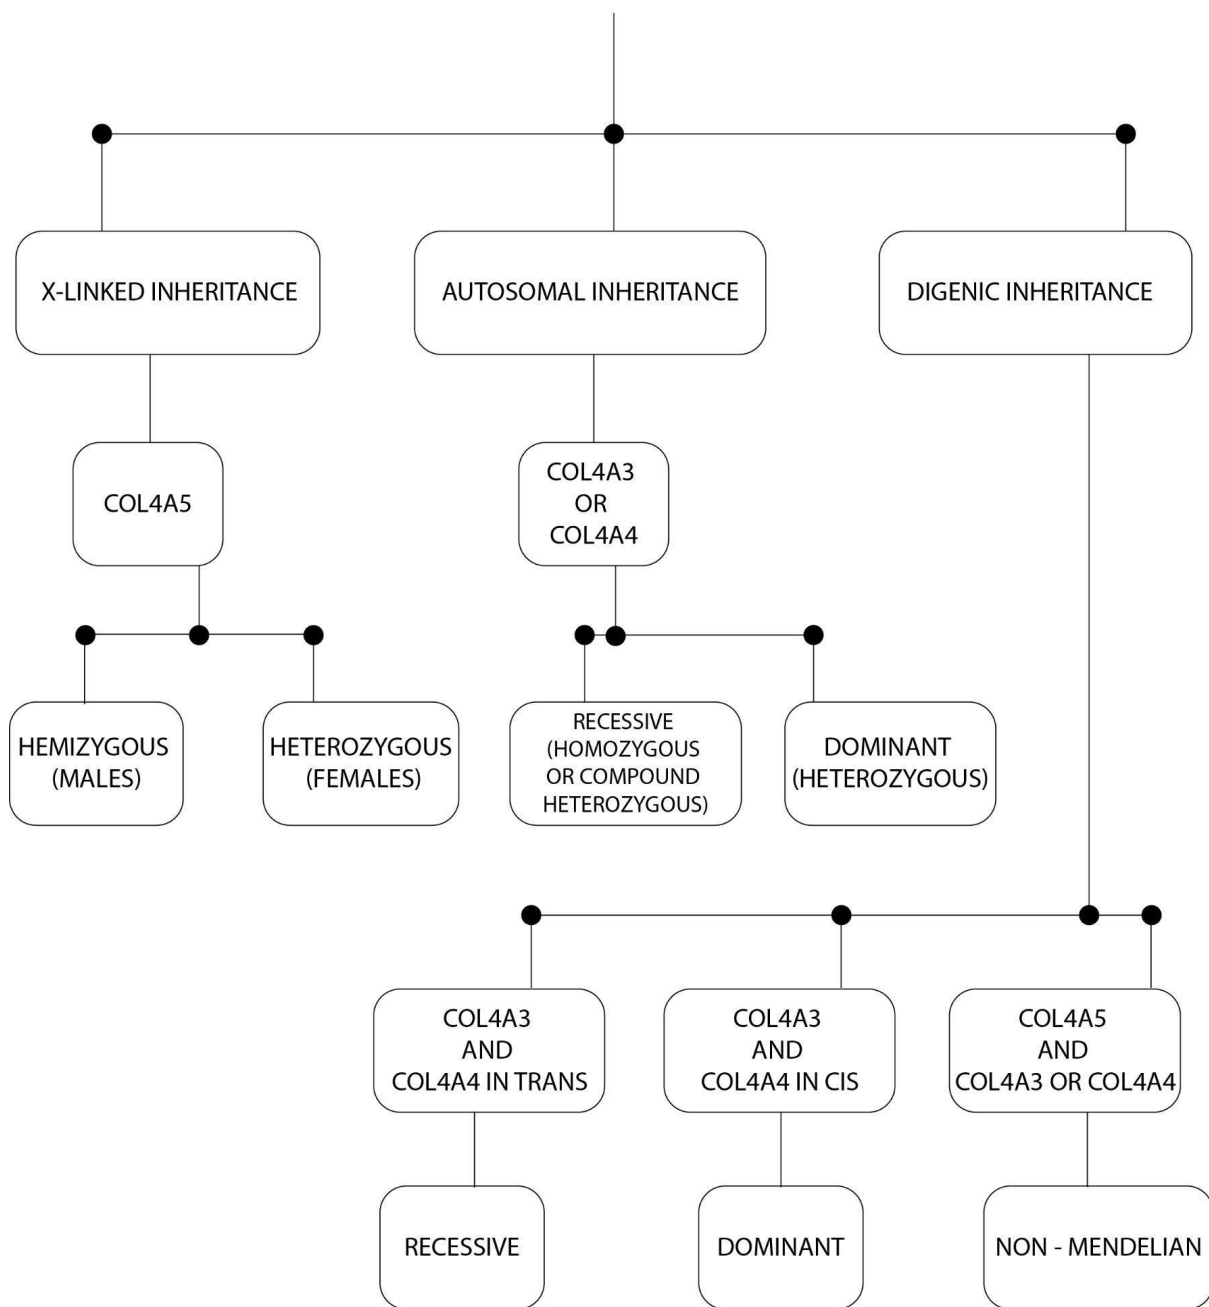 X-LINKED INHERITANCE
AUTOSOMAL INHERITANCE
DIGENIC INHERITANCE
COL4A5
COL4A3
OR
COL4A4
HEMIZYGOUS
(MALES)
HETEROZYGOUS
(FEMALES)
RECESSIVE
(HOMOZYGOUS
OR COMPOUND
HETEROZYGOUS)
DOMINANT
(HETEROZYGOUS)
COL4A3
AND
COL4A4 IN TRANS
COL4A3
AND
COL4A4 IN CIS
COL4A5
AND
COL4A3 OR COL4A4
RECESSIVE
DOMINANT
NON - MENDELIAN